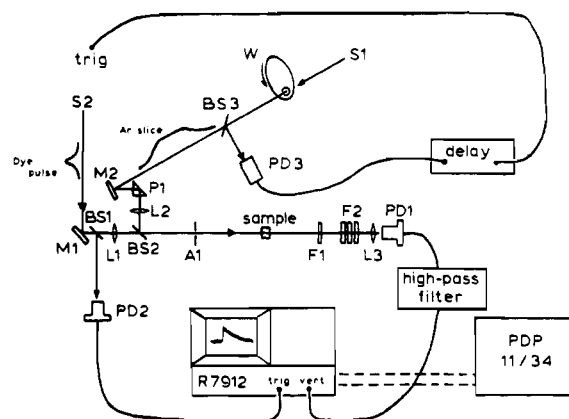 trig
W
S1
S2
BS3
Ar slice
Dye
pulse
PD3
delay
M2
P1
L2
sample
F2
PD1
BS1
M1
L1
BS2
A1
F1
L3
high-pass
filter
PD2
R7912
trig vert
PDP
11/34